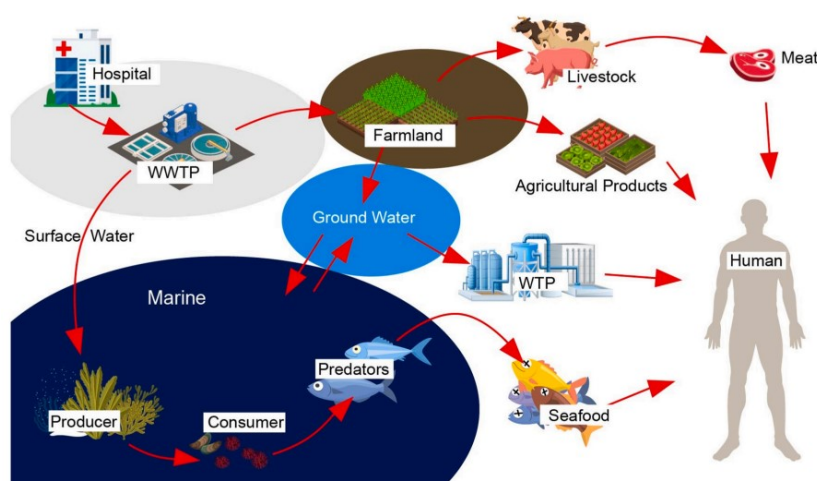 Hospital
Livestock
Meat
WWTP
Farmland
Agricultural Products
Ground Water
Surface Water
WTP
Human
Marine
Predators
Producer
Consumer
Seafood